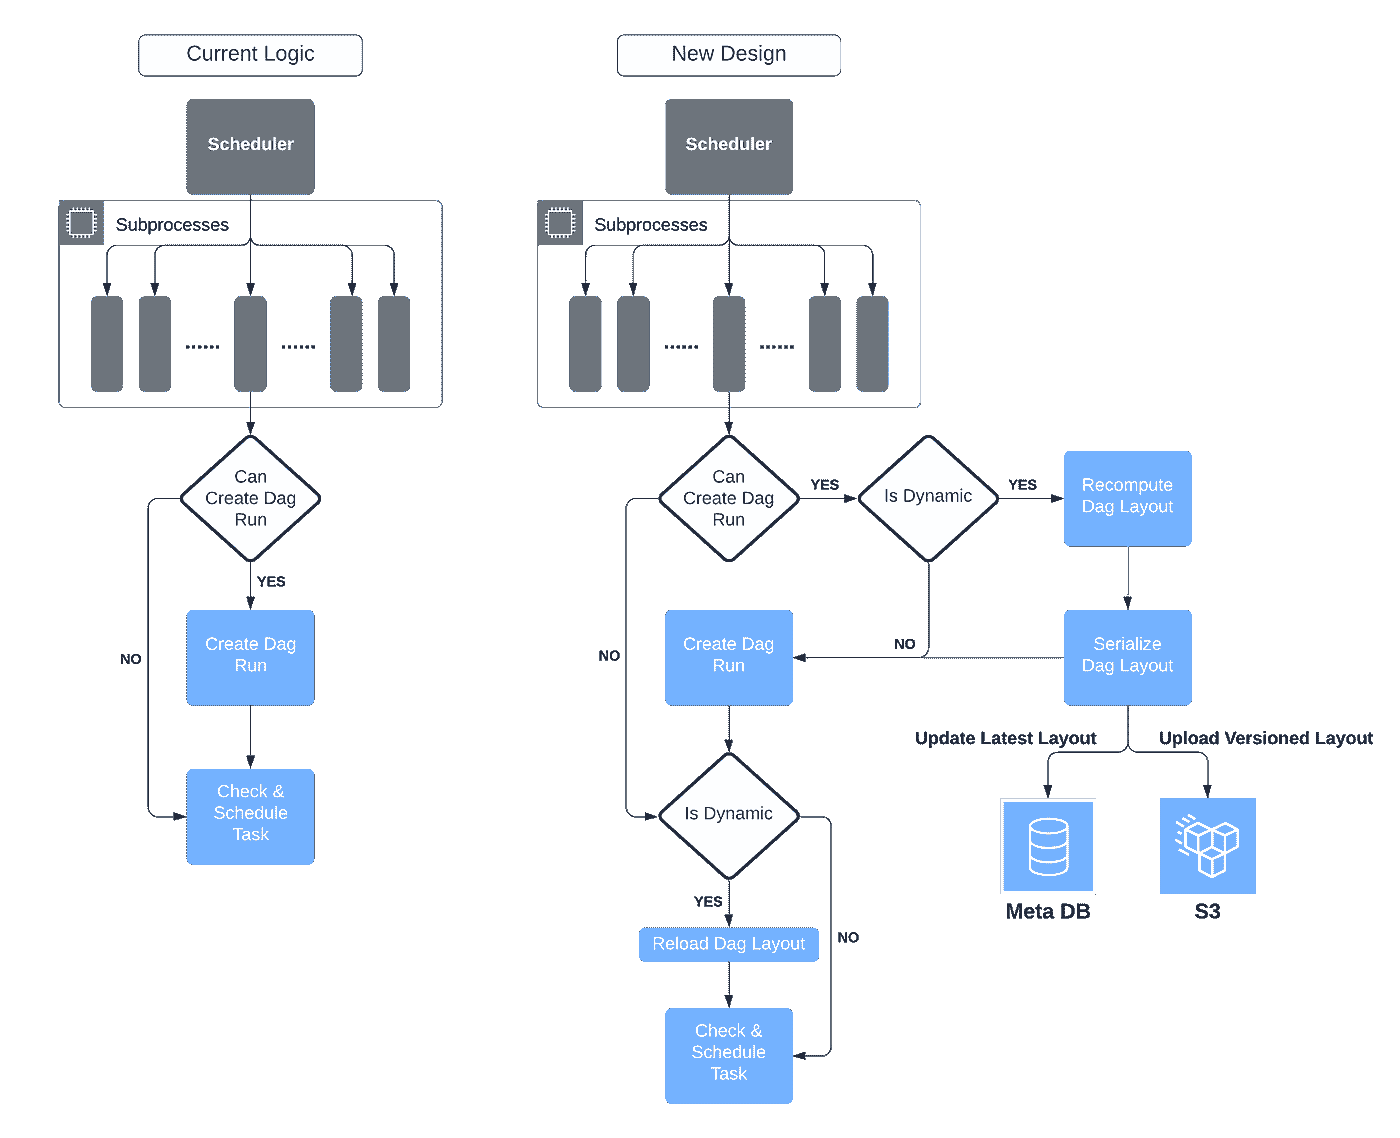 Current Logic
Scheduler
Subprocesses
Can
Create Dag
Run
YES
NO
Create Dag
Run
Check &
Schedule
Task
New Design
Scheduler
Subprocesses
Can
Create Dag
Run
YES
Is Dynamic
YES
Recompute
Dag Layout
NO
Create Dag
Run
NO
Serialize
Dag Layout
Update Latest Layout
Upload Versioned Layout
Is Dynamic
Meta DB
S3
YES
Reload Dag Layout
NO
Check &
Schedule
Task